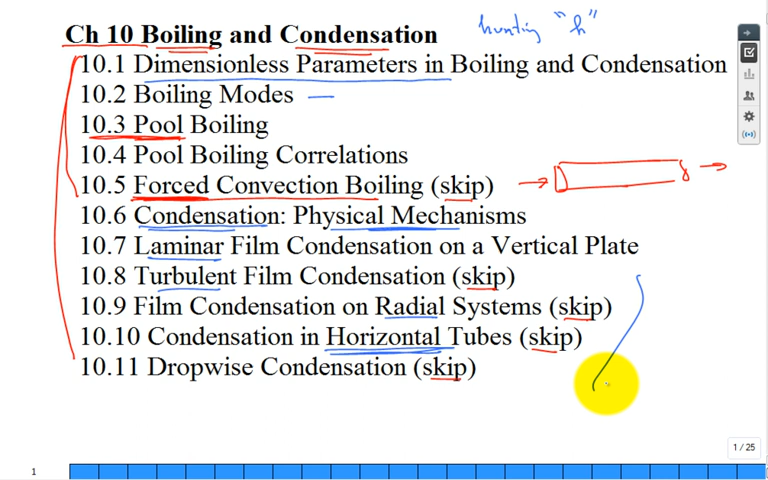 Ch 10 Boiling and Condensation hunting "h"
10.1 Dimensionless Parameters in Boiling and Condensation
10.2 Boiling Modes
10.3 Pool Boiling
10.4 Pool Boiling Correlations
10.5 Forced Convection Boiling (skip)
10.6 Condensation: Physical Mechanisms
10.7 Laminar Film Condensation on a Vertical Plate
10.8 Turbulent Film Condensation (skip)
10.9 Film Condensation on Radial Systems (skip)
10.10 Condensation in Horizontal Tubes (skip)
10.11 Dropwise Condensation (skip)
1 / 25
1